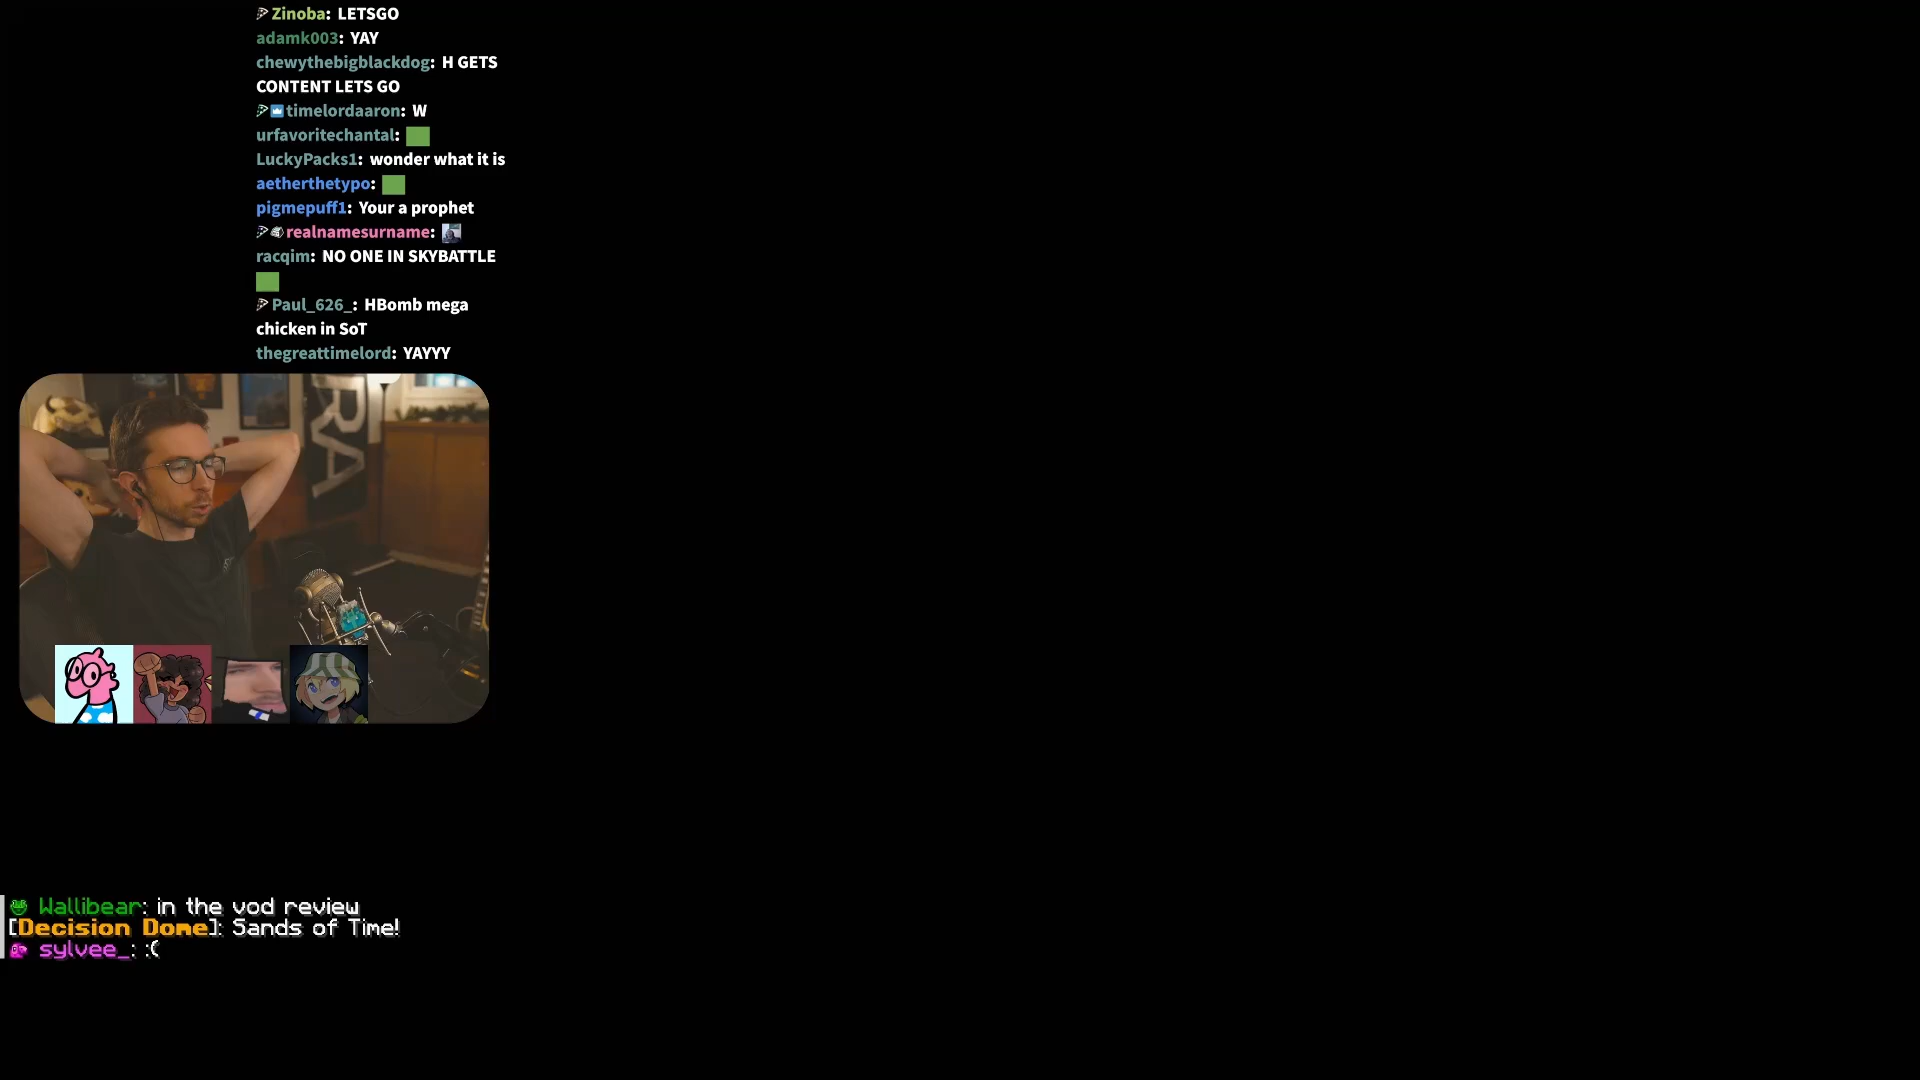 Zinoba: LETSGO
adamk003: YAY
chewythebigblackdog: H GETS
CONTENT LETS GO
timelordaaron: W
urfavoritechantal:
LuckyPacks1: wonder what it is
aetherthetypo:
pigmepuff1: Your a prophet
realnamesurname:
racqim: NO ONE IN SKYBATTLE
Paul_626_: HBomb mega
chicken in SoT
thegreattimelord: YAYYY
RA
Wallibear: in the vod review
[Decision Dome]: Sands of Time!
sylvee_: :(